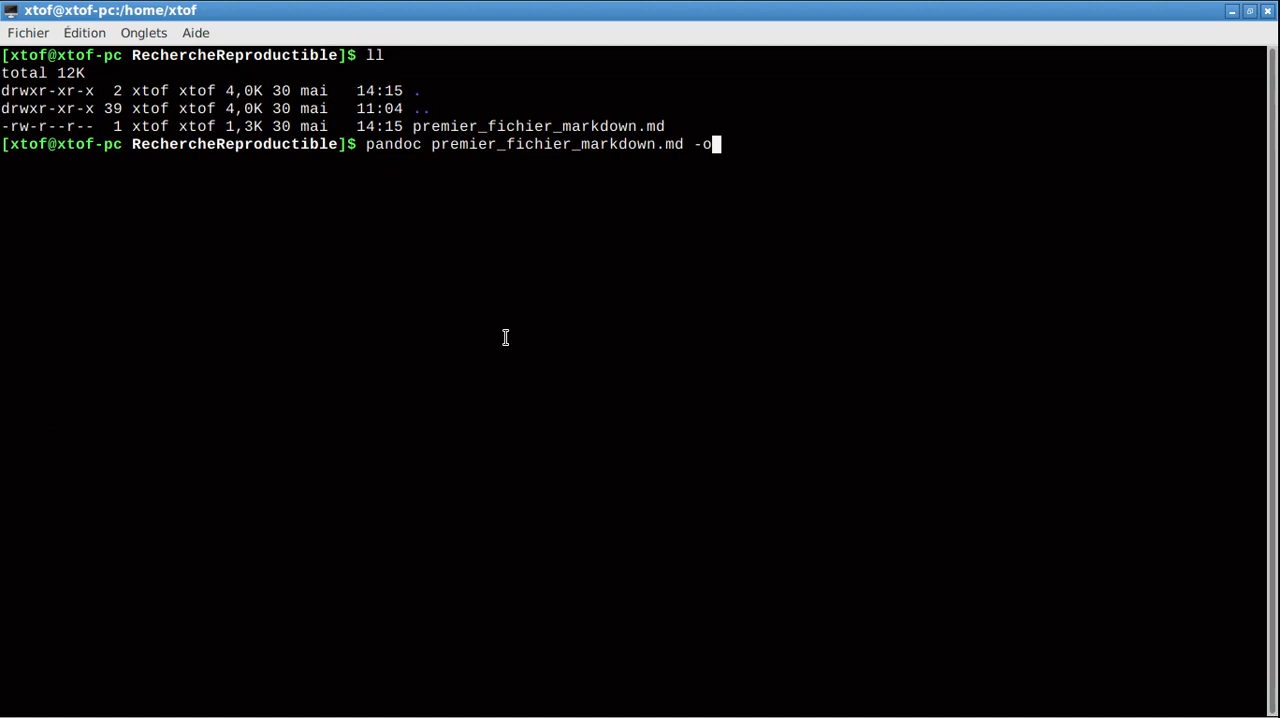 xtof@xtof-pc:/home/xtof
Fichier Édition Onglets Aide
[xtof@xtof-pc RechercheReproductible]$ ll
total 12K
drwxr-xr-x  2 xtof xtof 4,0K 30 mai   14:15 .
drwxr-xr-x 39 xtof xtof 4,0K 30 mai   11:04 ..
-rw-r--r--  1 xtof xtof 1,3K 30 mai   14:15 premier_fichier_markdown.md
[xtof@xtof-pc RechercheReproductible]$ pandoc premier_fichier_markdown.md -o